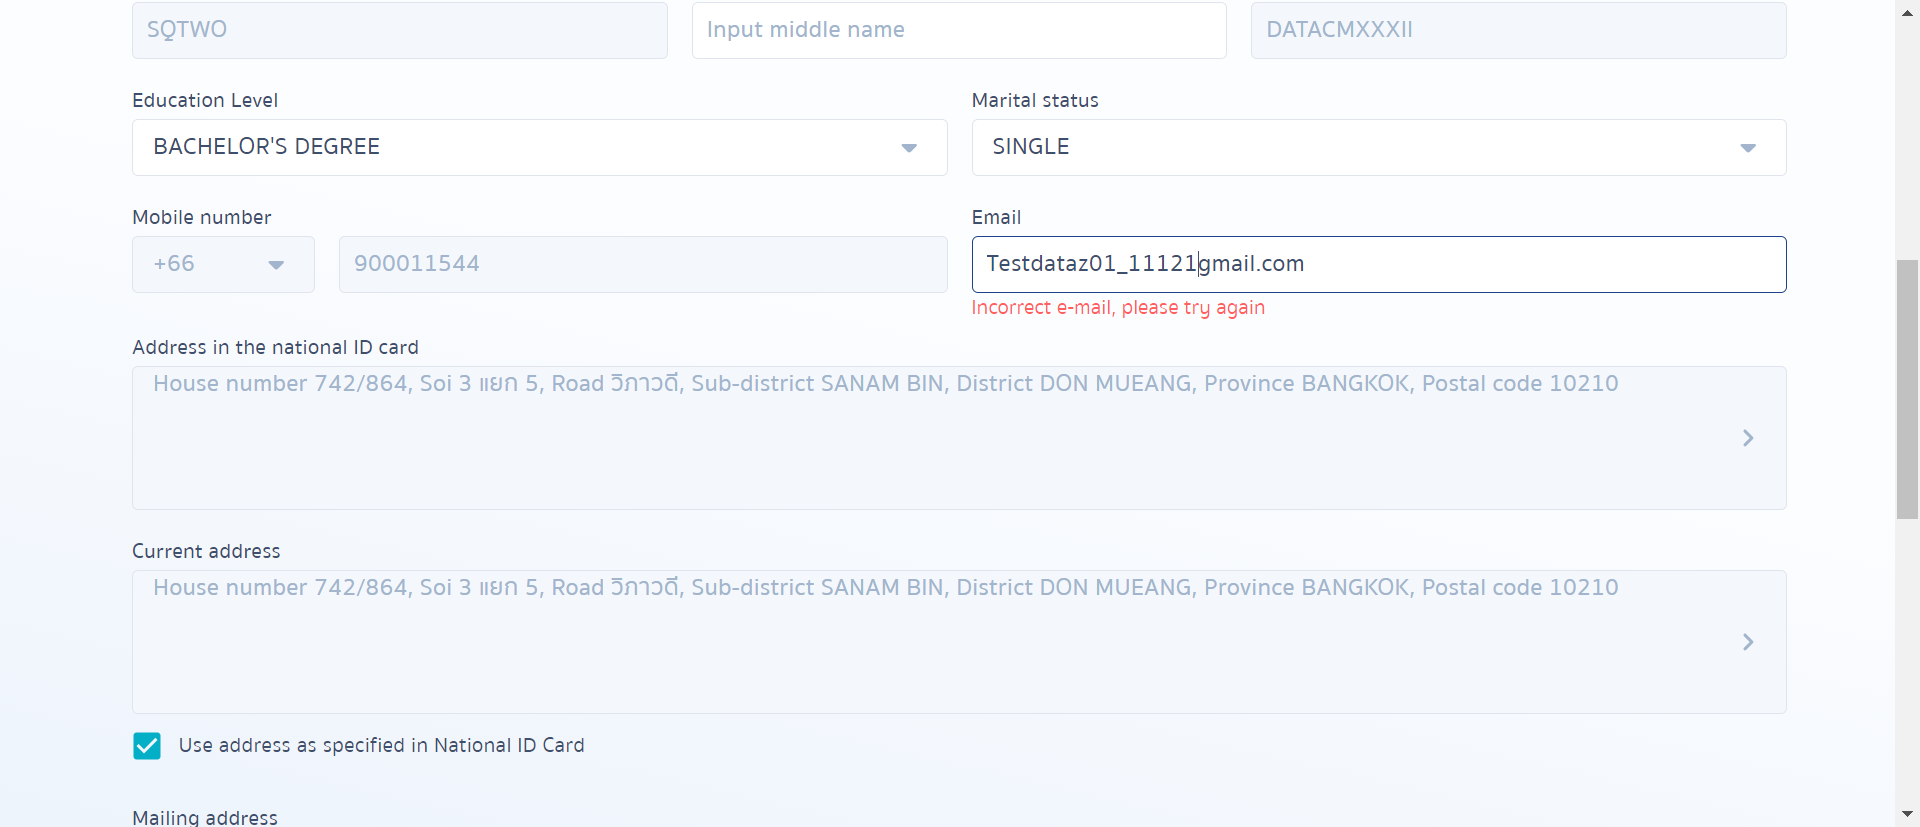 SQTWO
Input middle name
DATACMXXXII
Education Level
Marital status
BACHELOR'S DEGREE
SINGLE
Mobile number
Email
+66
900011544
Testdataz01_11121gmail.com
Incorrect e-mail, please try again
Address in the national ID card
House number 742/864, Soi 3 แยก 5, Road วิภาวดี, Sub-district SANAM BIN, District DON MUEANG, Province BANGKOK, Postal code 10210
Current address
House number 742/864, Soi 3 แยก 5, Road วิภาวดี, Sub-district SANAM BIN, District DON MUEANG, Province BANGKOK, Postal code 10210
Use address as specified in National ID Card
Mailing address